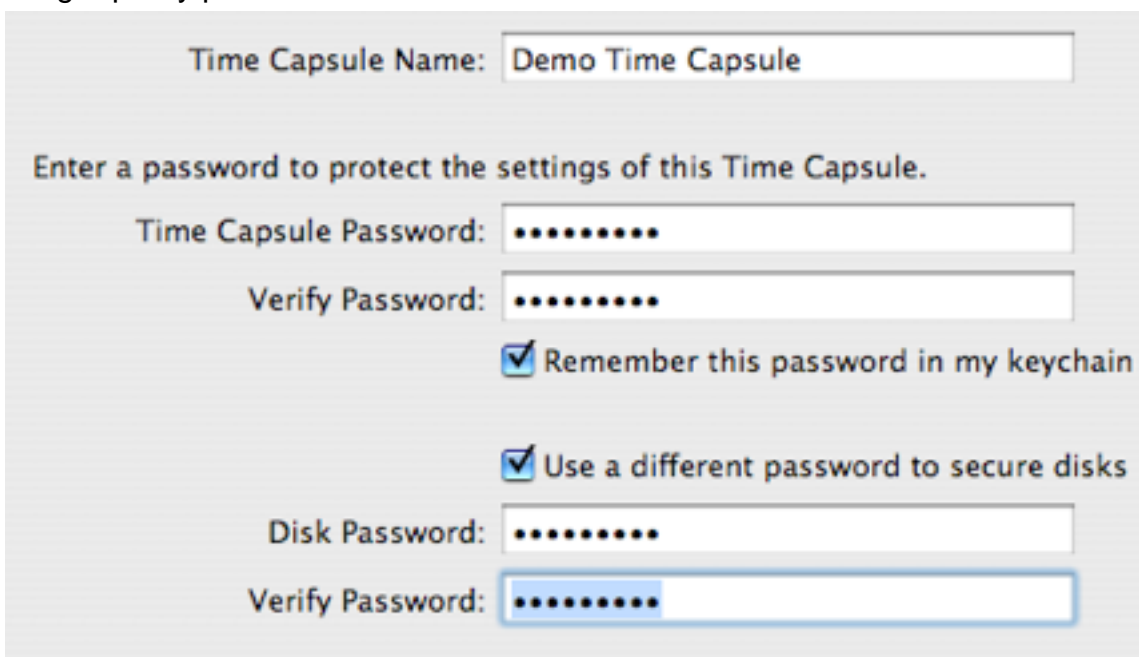 Time Capsule Name: Demo Time Capsule
Enter a password to protect the settings of this Time Capsule.
Time Capsule Password: •••••••••
Verify Password: •••••••••
Remember this password in my keychain
Use a different password to secure disks
Disk Password: •••••••••
Verify Password: •••••••••